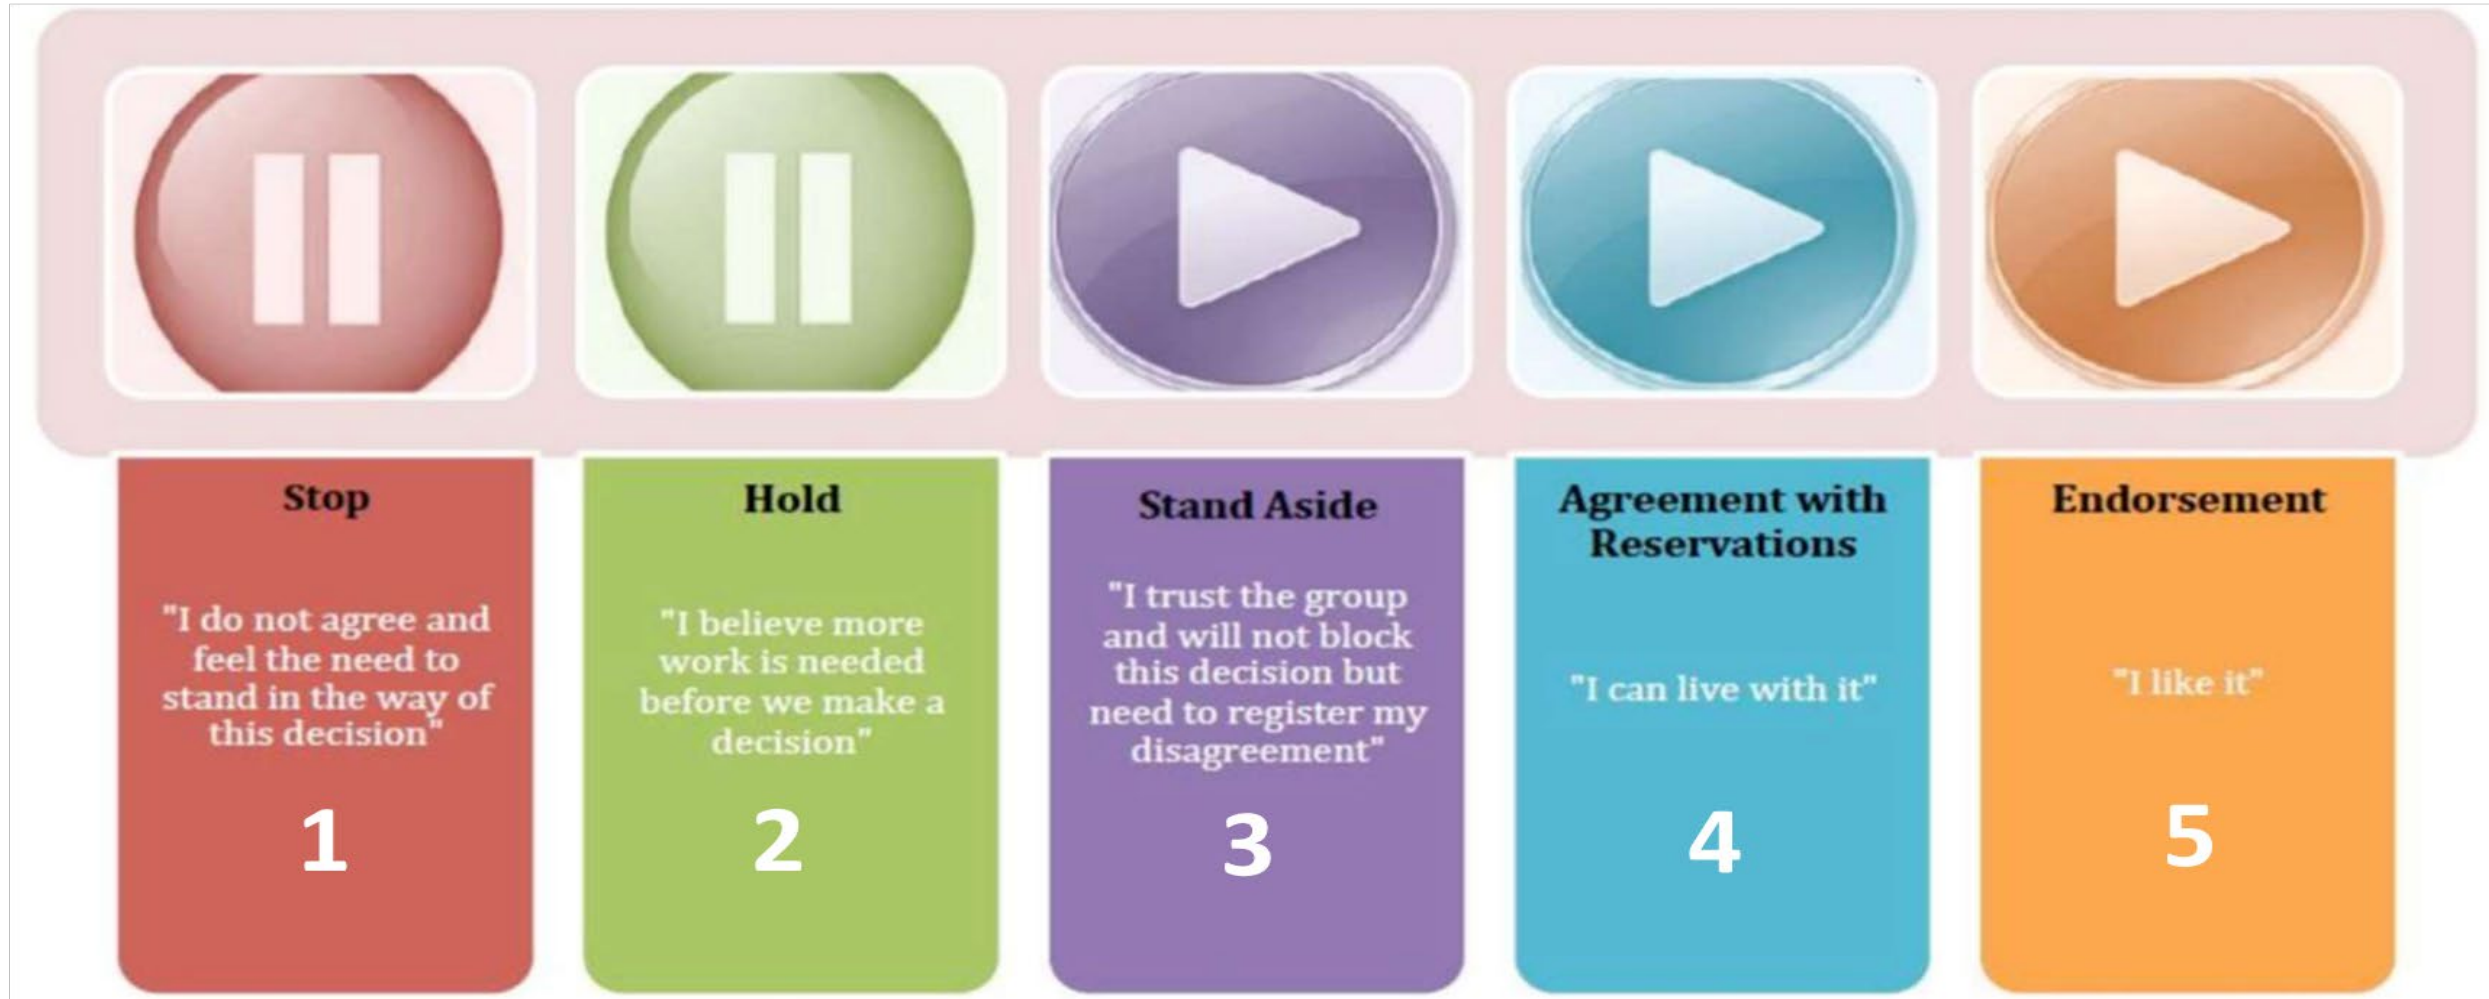 Stop
"I do not agree and
feel the need to
stand in the way of
this decision"
1
Hold
"I believe more
work is needed
before we make a
decision"
2
Stand Aside
"I trust the group
and will not block
this decision but
need to register my
disagreement"
3
Agreement with
Reservations
"I can live with it"
4
Endorsement
"I like it"
5